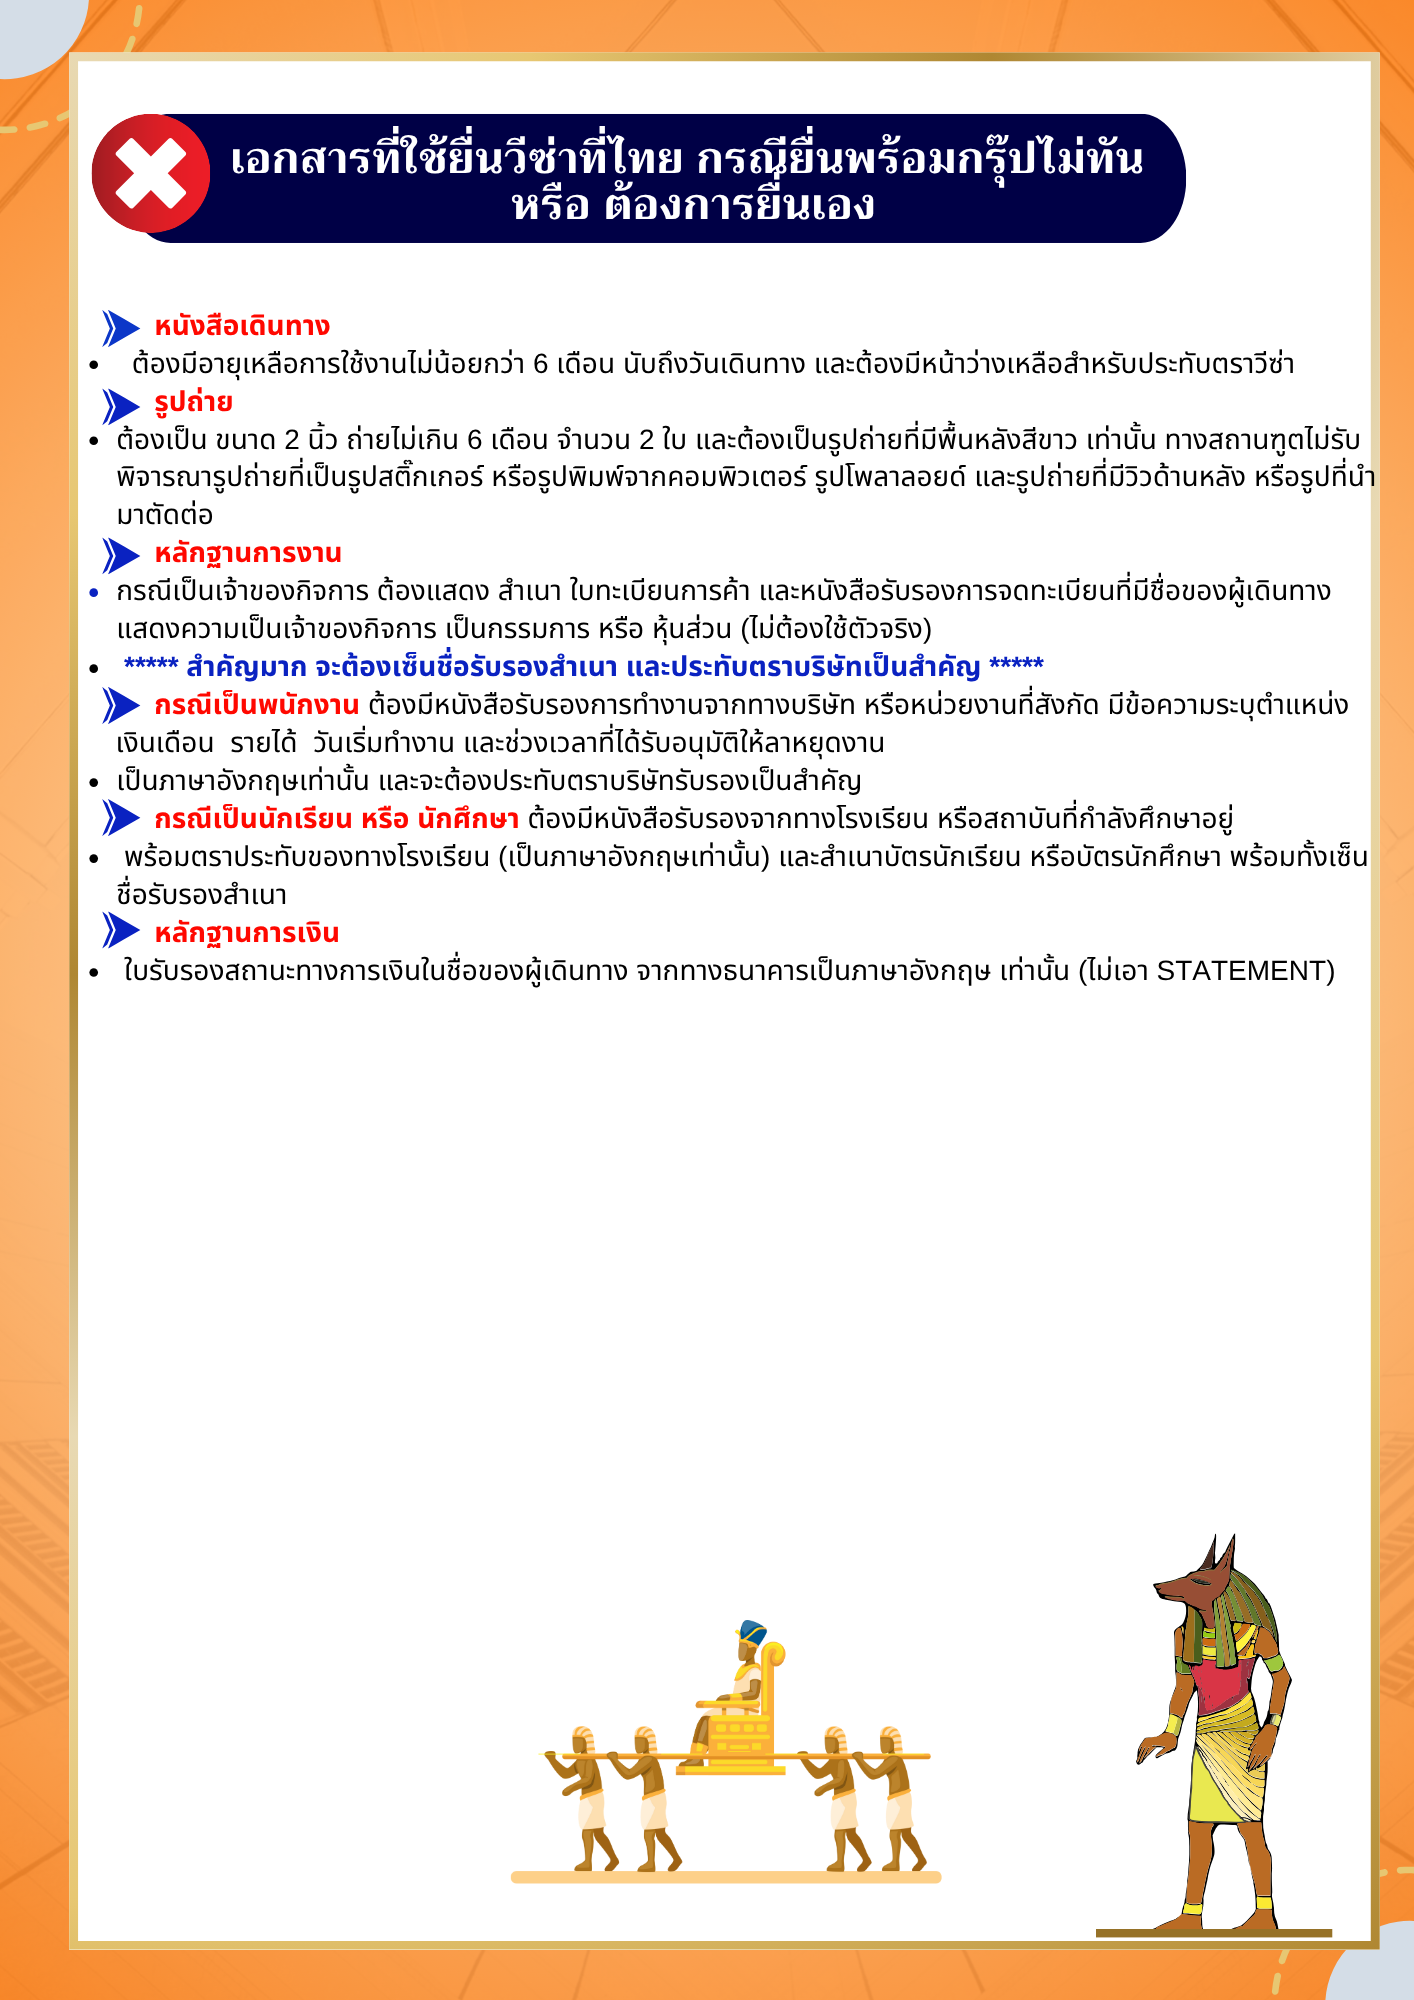 เอกสารที่ใช้ยื่นวีซ่าที่ไทย กรณียื่นพร้อมกรุ๊ปไม่ทัน
หรือ ต้องการยื่นเอง
หนังสือเดินทาง
• ต้องมีอายุเหลือการใช้งานไม่น้อยกว่า 6 เดือน นับถึงวันเดินทาง และต้องมีหน้าว่างเหลือสำหรับประทับตราวีซ่า
รูปถ่าย
• ต้องเป็น ขนาด 2 นิ้ว ถ่ายไม่เกิน 6 เดือน จำนวน 2 ใบ และต้องเป็นรูปถ่ายที่มีพื้นหลังสีขาว เท่านั้น ทางสถานฑูตไม่รับ
พิจารณารูปถ่ายที่เป็นรูปสติ๊กเกอร์ หรือรูปพิมพ์จากคอมพิวเตอร์ รูปโพลาลอยด์ และรูปถ่ายที่มีวิวด้านหลัง หรือรูปที่นำ
มาตัดต่อ
หลักฐานการงาน
• กรณีเป็นเจ้าของกิจการ ต้องแสดง สำเนา ใบทะเบียนการค้า และหนังสือรับรองการจดทะเบียนที่มีชื่อของผู้เดินทาง
แสดงความเป็นเจ้าของกิจการ เป็นกรรมการ หรือ หุ้นส่วน (ไม่ต้องใช้ตัวจริง)
• ***** สำคัญมาก จะต้องเซ็นชื่อรับรองสำเนา และประทับตราบริษัทเป็นสำคัญ *****
กรณีเป็นพนักงาน ต้องมีหนังสือรับรองการทำงานจากทางบริษัท หรือหน่วยงานที่สังกัด มีข้อความระบุตำแหน่ง
เงินเดือน รายได้ วันเริ่มทำงาน และช่วงเวลาที่ได้รับอนุมัติให้ลาหยุดงาน
• เป็นภาษาอังกฤษเท่านั้น และจะต้องประทับตราบริษัทรับรองเป็นสำคัญ
กรณีเป็นนักเรียน หรือ นักศึกษา ต้องมีหนังสือรับรองจากทางโรงเรียน หรือสถาบันที่กำลังศึกษาอยู่
• พร้อมตราประทับของทางโรงเรียน (เป็นภาษาอังกฤษเท่านั้น) และสำเนาบัตรนักเรียน หรือบัตรนักศึกษา พร้อมทั้งเซ็น
ชื่อรับรองสำเนา
หลักฐานการเงิน
• ใบรับรองสถานะทางการเงินในชื่อของผู้เดินทาง จากทางธนาคารเป็นภาษาอังกฤษ เท่านั้น (ไม่เอา STATEMENT)